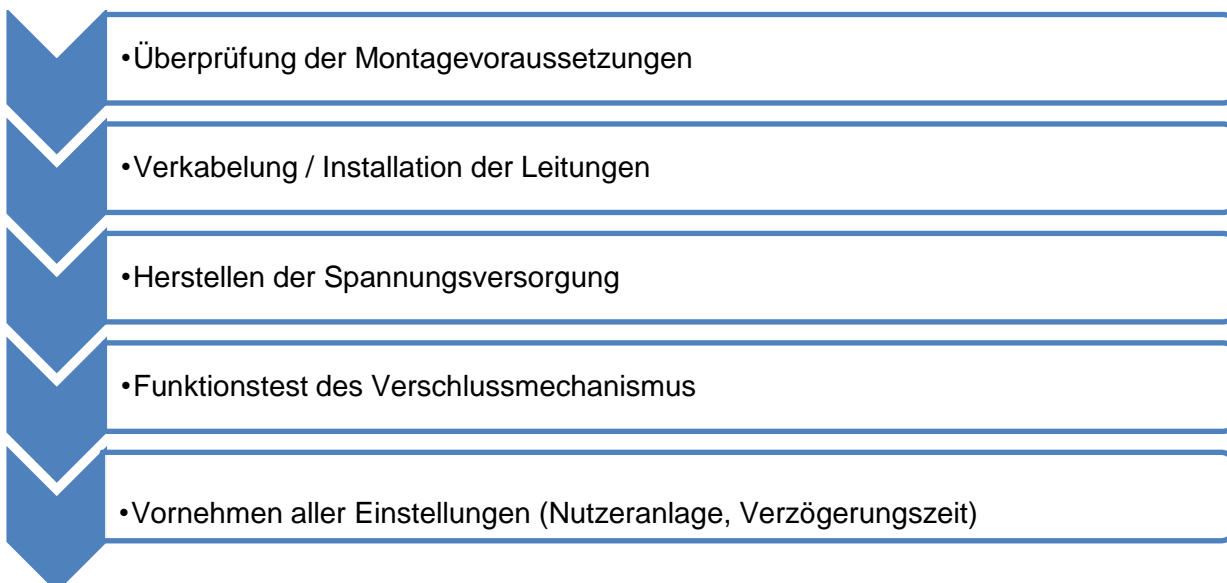 •Überprüfung der Montagevoraussetzungen
•Verkabelung / Installation der Leitungen
•Herstellen der Spannungsversorgung
•Funktionstest des Verschlussmechanismus
•Vornehmen aller Einstellungen (Nutzeranlage, Verzögerungszeit)